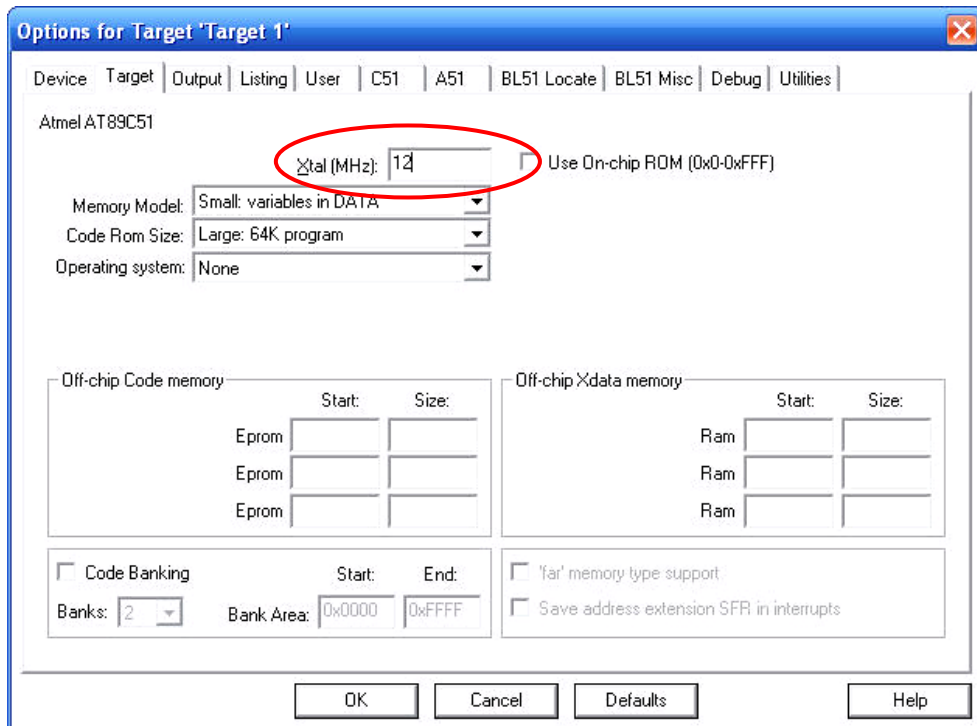 Options for Target 'Target 1'
Device Target Output Listing User C51 A51 BL51 Locate BL51 Misc Debug Utilities
Atmel AT89C51
Xtal (MHz): 12 Use On-chip ROM (0x0-0xFFF)
Memory Model: Small: variables in DATA
Code Rom Size: Large: 64K program
Operating system: None
Off-chip Code memory Off-chip Xdata memory
Start: Size: Start: Size:
Eprom Ram
Eprom Ram
Eprom Ram
Code Banking Start: End: 'far' memory type support
Banks: 2 Bank Area: 0x0000 0xFFFF Save address extension SFR in interrupts
OK Cancel Defaults Help